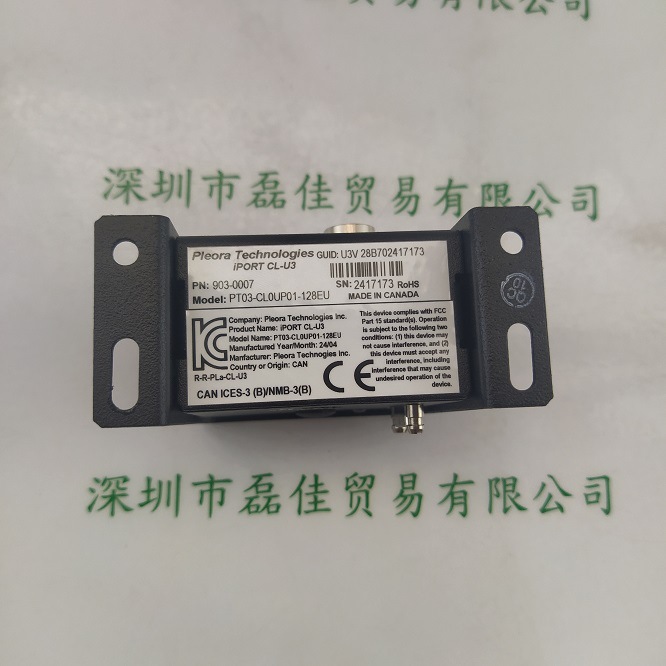 深圳市磊佳贸易有限公司
Pleora Technologies GUID: U3V 28B702417173
iPORT CL-U3
PN: 903-0007 SN: 2417173 RoHS
Model: PT03-CL0UP01-128EU MADE IN CANADA
Company: Pleora Technologies Inc.
Product Name: iPORT CL-U3
Model Name: PT03-CL0UP01-128EU
Manufactured Year/Month: 24/04
Manfacturer: Pleora Technologies Inc.
Country or Origin: CAN
R-R-PLa-CL-U3
CAN ICES-3 (B)/NMB-3(B)
This device complies with FCC
Part 15 standard(s). Operation
is subject to the following two
conditions: (1) this device may
not cause interference, and (2)
this device must accept any
interference, including
interference that may cause
undesired operation of the
device.
CE
QC
10
深圳市磊佳贸易有限公司